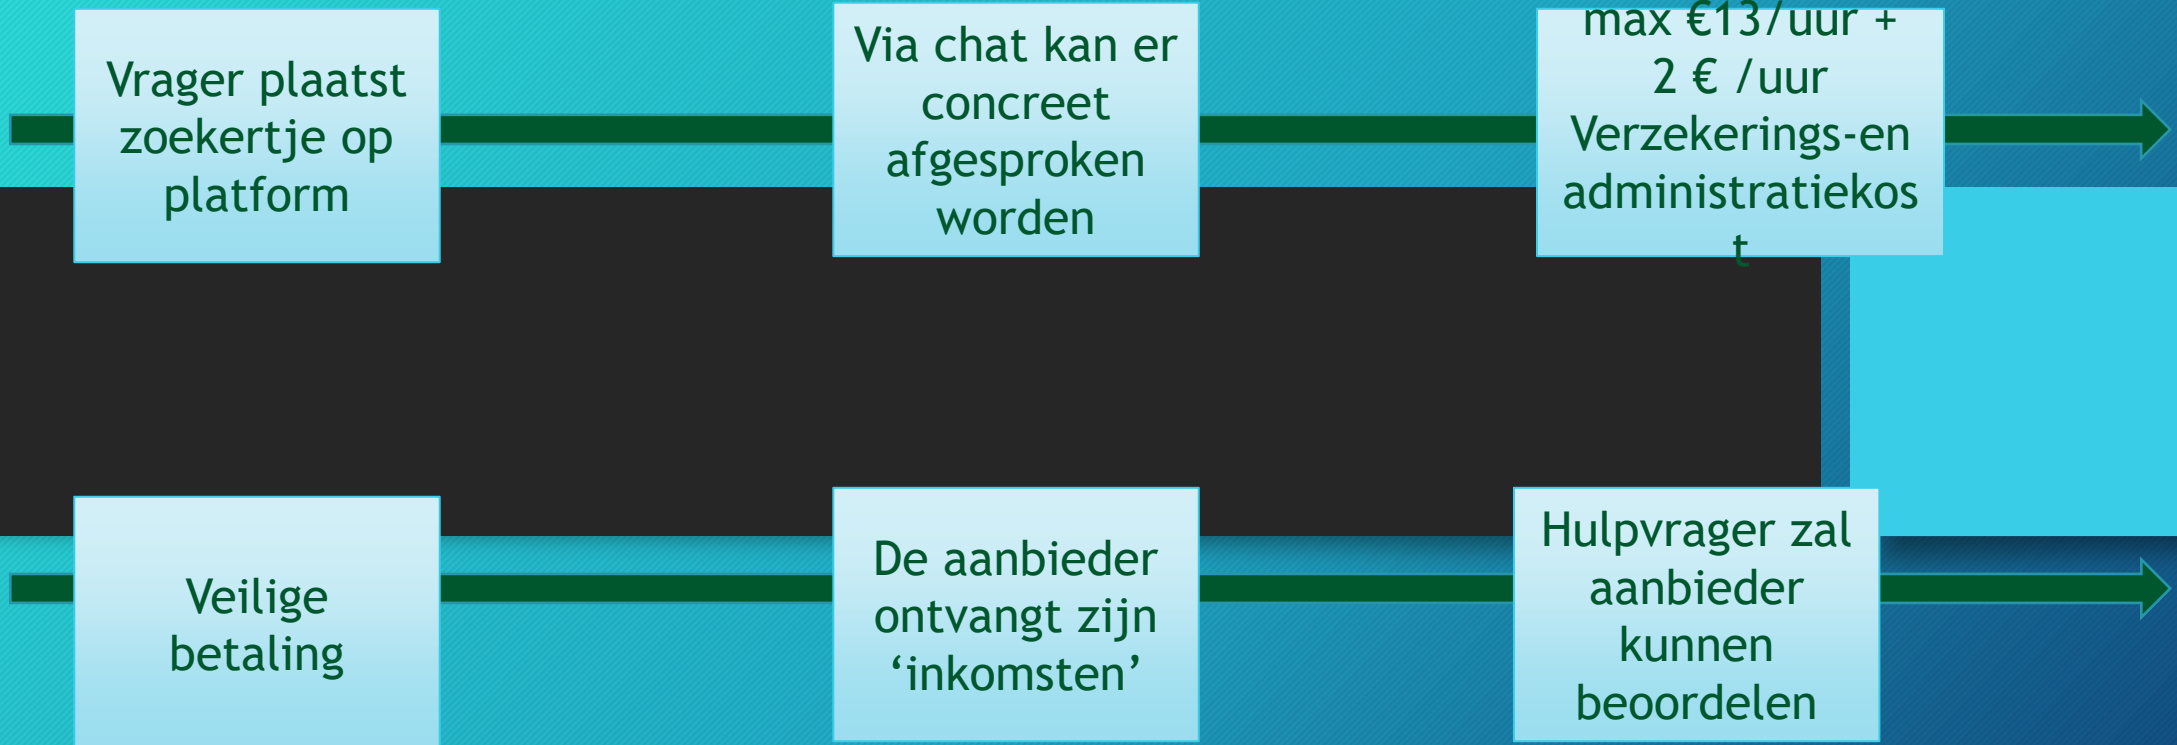 Vrager plaatst
zoekertje op
platform
Via chat kan er
concreet
afgesproken
worden
max €13/uur +
2 € /uur
Verzekerings-en
administratiekos
t
Veilige
betaling
De aanbieder
ontvangt zijn
‘inkomsten’
Hulpvrager zal
aanbieder
kunnen
beoordelen